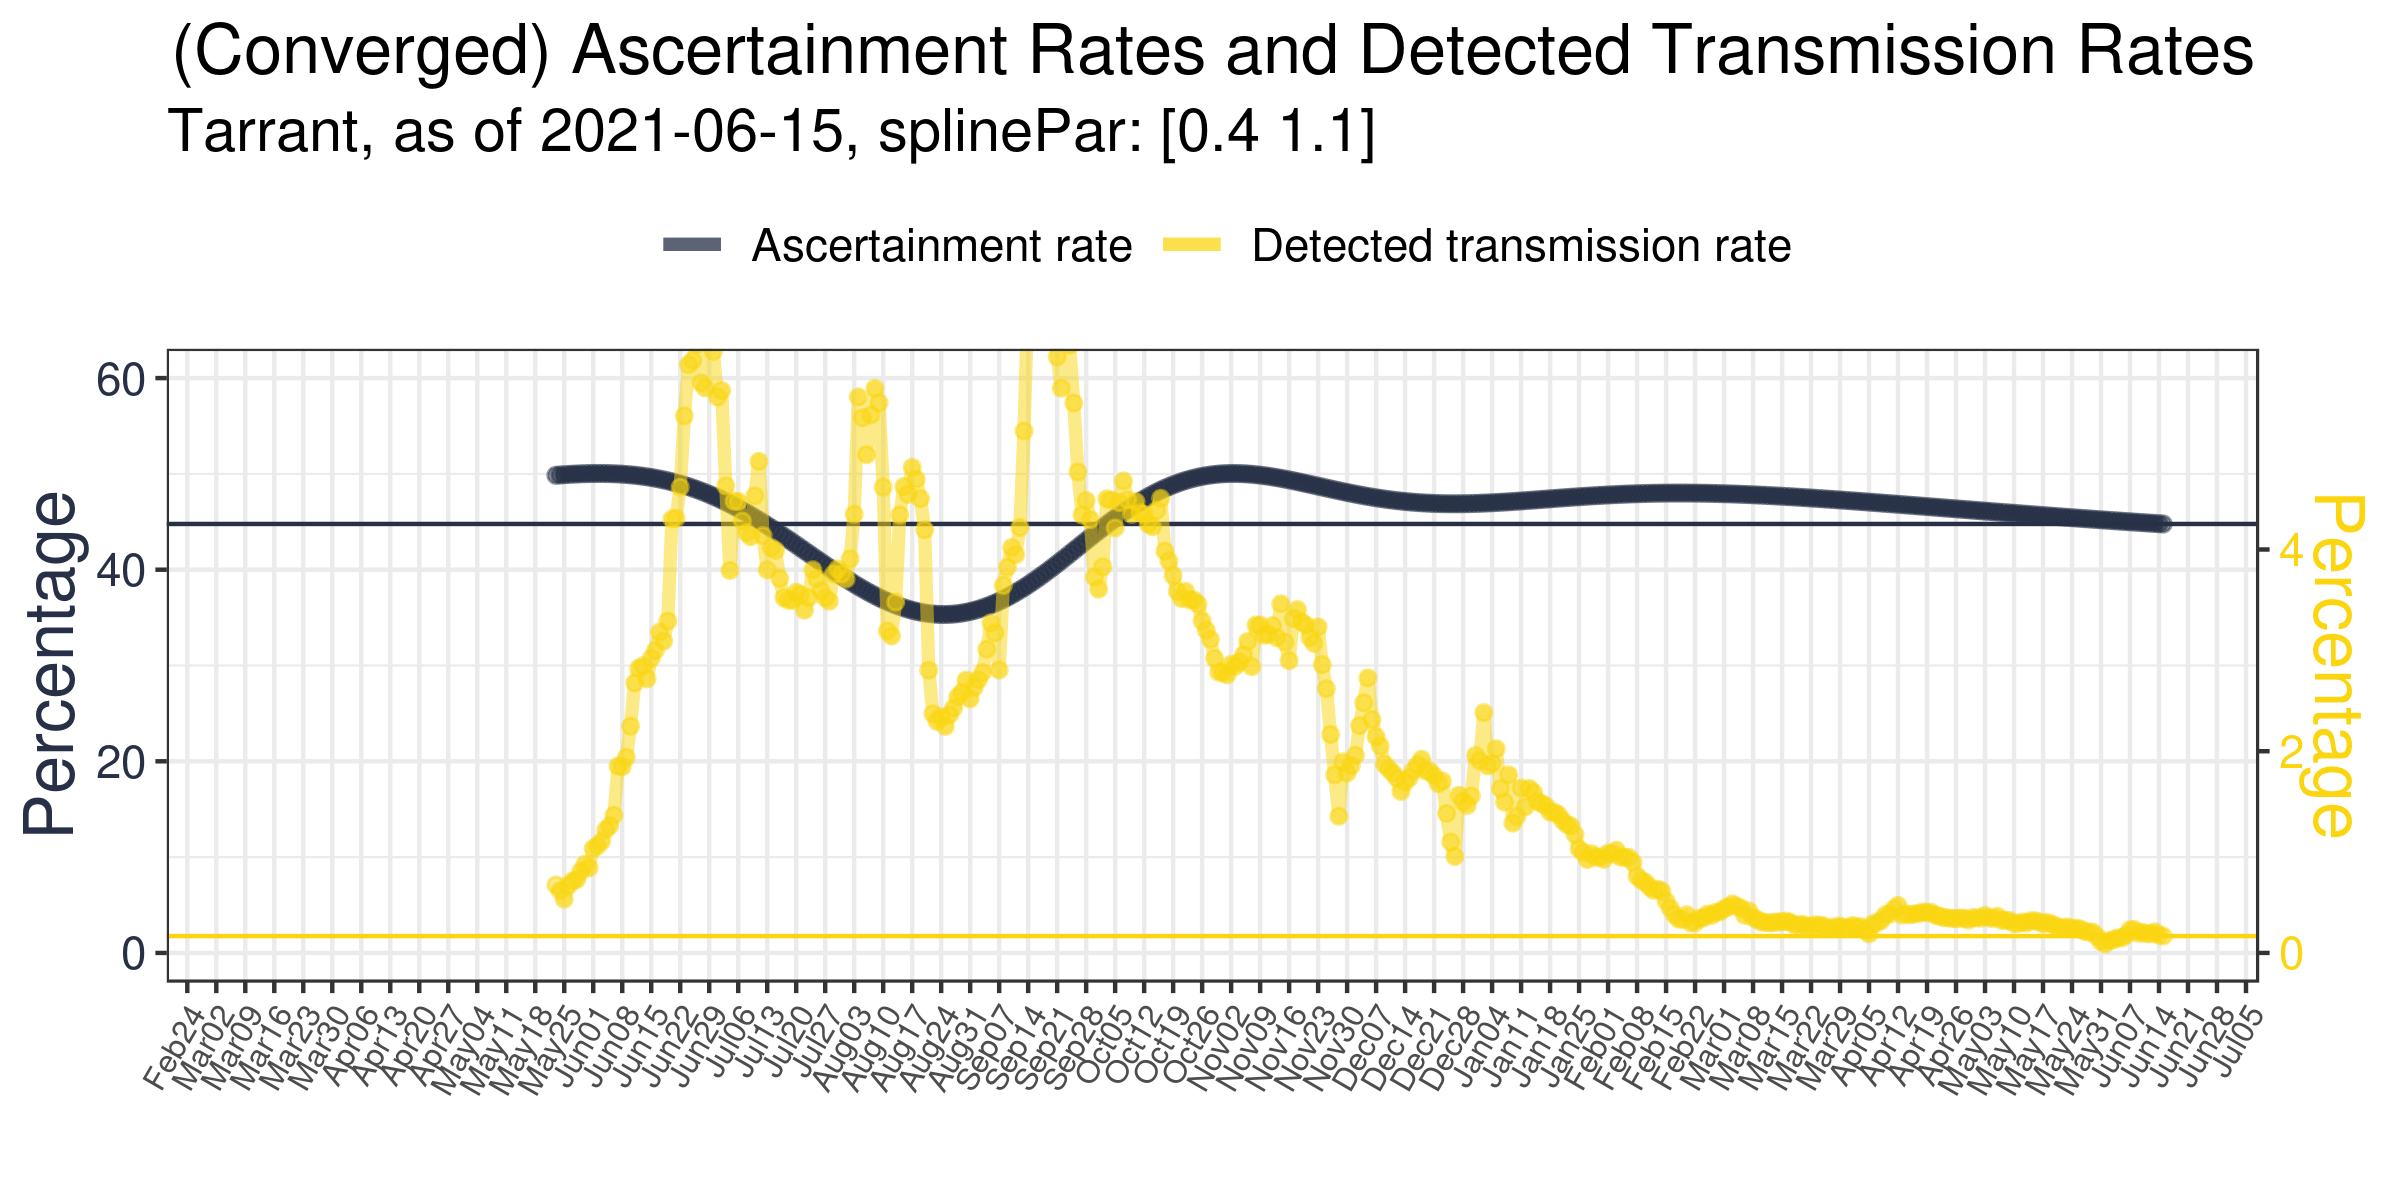 (Converged) Ascertainment Rates and Detected Transmission Rates
Tarrant, as of 2021-06-15, splinePar: [0.4 1.1]
Ascertainment rate
Detected transmission rate
Percentage
60
40
20
0
4
2
0
Percentage
Feb24
Mar02
Mar09
Mar16
Mar23
Mar30
Apr06
Apr13
Apr20
Apr27
May04
May11
May18
May25
Jun01
Jun08
Jun15
Jun22
Jun29
Jul06
Jul13
Jul20
Jul27
Aug03
Aug10
Aug17
Aug24
Aug31
Sep07
Sep14
Sep21
Sep28
Oct05
Oct12
Oct19
Oct26
Nov02
Nov09
Nov16
Nov23
Nov30
Dec07
Dec14
Dec21
Dec28
Jan04
Jan11
Jan18
Jan25
Feb01
Feb08
Feb15
Feb22
Mar01
Mar08
Mar15
Mar22
Mar29
Apr05
Apr12
Apr19
Apr26
May03
May10
May17
May24
May31
Jun07
Jun14
Jun21
Jun28
Jul05